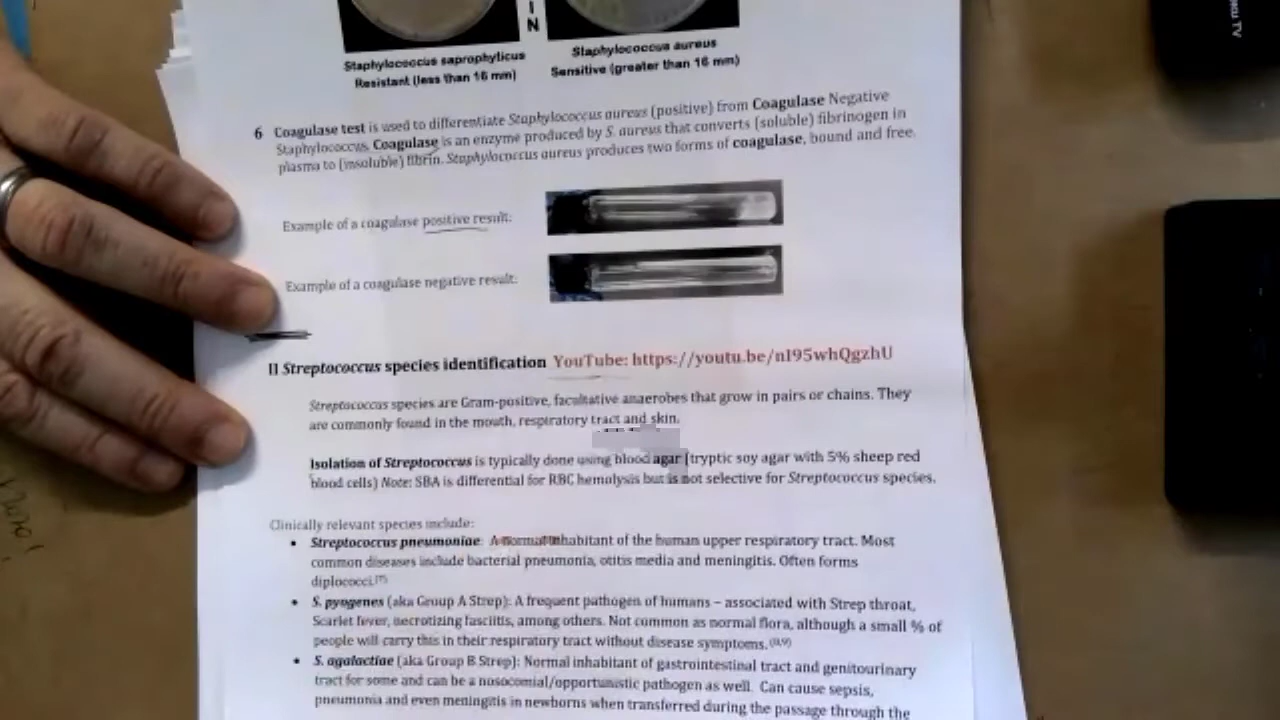 I
N
Staphylococcus saprophyticus
Resistant (less than 16 mm)
Staphylococcus aureus
Sensitive (greater than 16 mm)
6 Coagulase test is used to differentiate Staphylococcus aureus (positive) from Coagulase Negative
Staphylococcus. Coagulase is an enzyme produced by S. aureus that converts (soluble) fibrinogen in
plasma to (insoluble) fibrin. Staphylococcus aureus produces two forms of coagulase, bound and free.
Example of a coagulase positive result:
Example of a coagulase negative result:
II Streptococcus species identification YouTube: https://youtu.be/nI95whQgzhU
Streptococcus species are Gram-positive, facultative anaerobes that grow in pairs or chains. They
are commonly found in the mouth, respiratory tract and skin.
Isolation of Streptococcus is typically done using blood agar (tryptic soy agar with 5% sheep red
blood cells) Note: SBA is differential for RBC hemolysis but is not selective for Streptococcus species.
Clinically relevant species include:
• Streptococcus pneumoniae: A normal inhabitant of the human upper respiratory tract. Most
common diseases include bacterial pneumonia, otitis media and meningitis. Often forms
diplococci.(7)
• S. pyogenes (aka Group A Strep): A frequent pathogen of humans – associated with Strep throat,
Scarlet fever, necrotizing fasciitis, among others. Not common as normal flora, although a small % of
people will carry this in their respiratory tract without disease symptoms.(8,9)
• S. agalactiae (aka Group B Strep): Normal inhabitant of gastrointestinal tract and genitourinary
tract for some and can be a nosocomial/opportunistic pathogen as well. Can cause sepsis,
pneumonia and even meningitis in newborns when transferred during the passage through the
TV